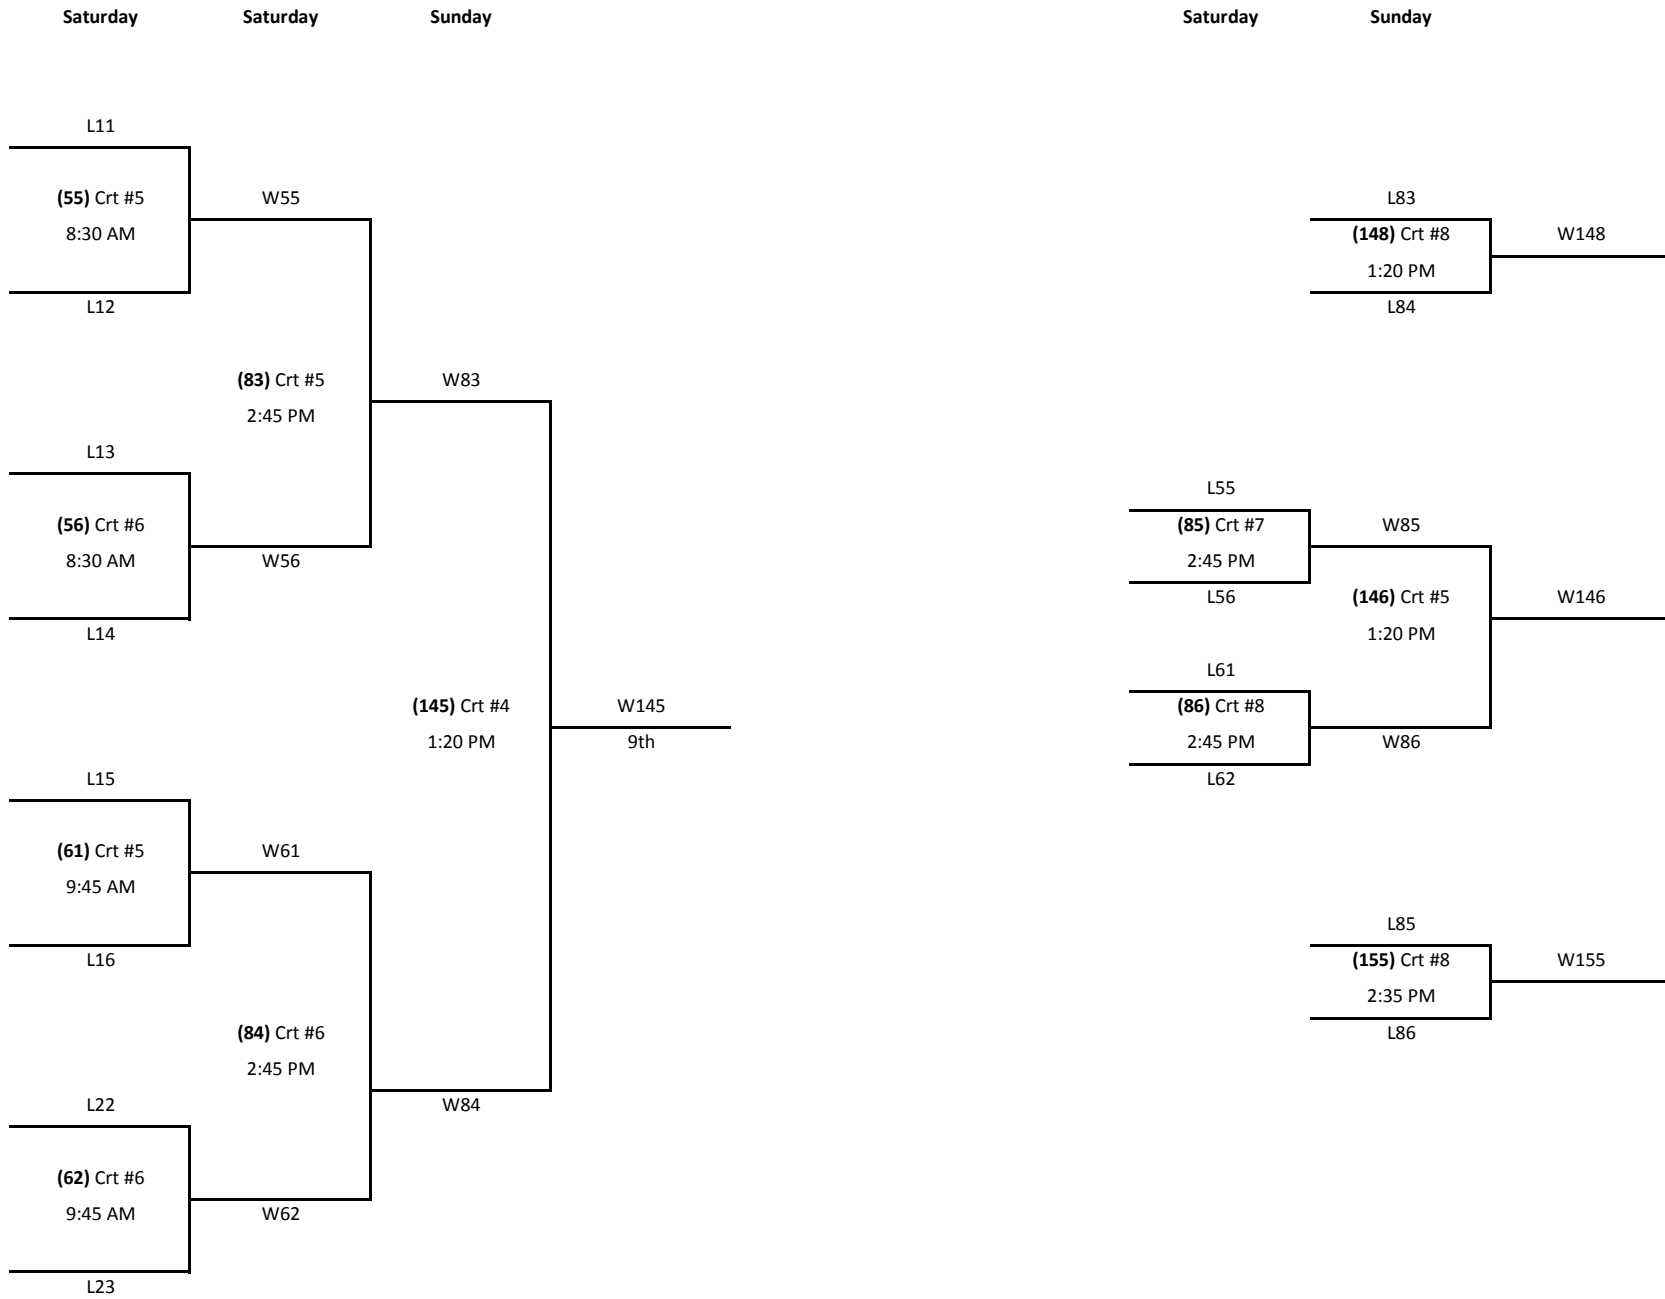 Saturday Saturday Sunday Saturday Sunday
L11
(55) Crt #5 W55 L83
8:30 AM (148) Crt #8 W148
1:20 PM
L12 L84
(83) Crt #5 W83
2:45 PM
L13
L55
(56) Crt #6 (85) Crt #7 W85
8:30 AM W56 2:45 PM
L56 (146) Crt #5 W146
L14 1:20 PM
L61
(145) Crt #4 W145 (86) Crt #8
1:20 PM 9th 2:45 PM W86
L15 L62
(61) Crt #5 W61
9:45 AM
L85
L16 (155) Crt #8 W155
2:35 PM
(84) Crt #6 L86
2:45 PM
L22 W84
(62) Crt #6
9:45 AM W62
L23